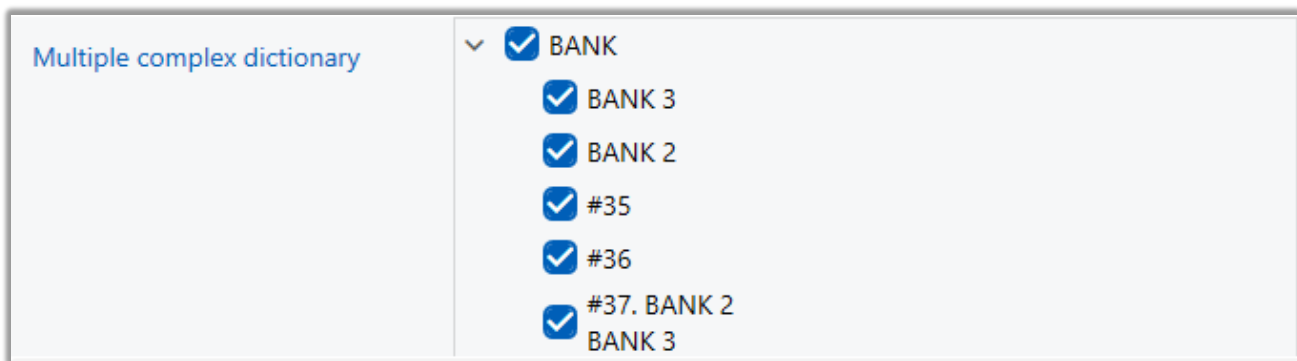 Multiple complex dictionary
BANK
BANK 3
BANK 2
#35
#36
#37. BANK 2
BANK 3